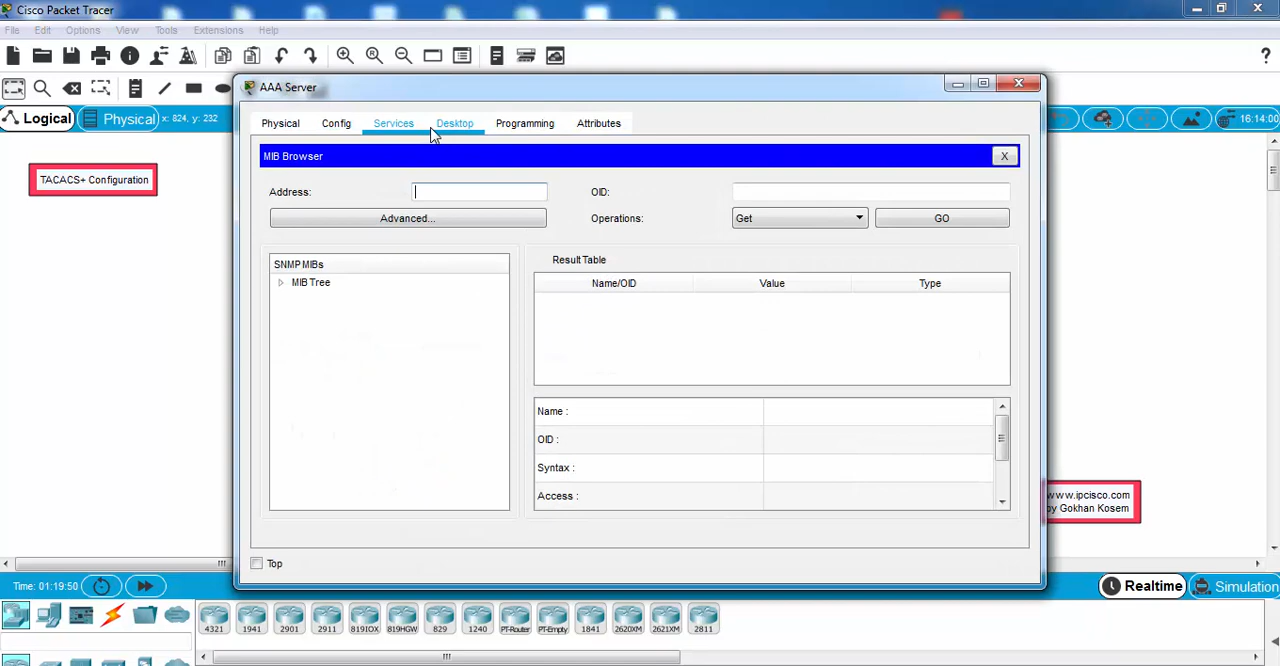 Cisco Packet Tracer
File Edit Options View Tools Extensions Help
?
Logical Physical x: 824, y: 232 16:14:00
AAA Server
Physical Config Services Desktop Programming Attributes
MIB Browser X
Address: OID:
Advanced... Operations: Get GO
SNMP MIBs
MIB Tree
Result Table
Name/OID Value Type
Name :
OID :
Syntax :
Access :
Top
TACACS+ Configuration
www.ipcisco.com
by Gokhan Kosem
Time: 01:19:50 Realtime Simulation
4321 1941 2901 2911 819IOX 819HGW 829 1240 PT-Router PT-Empty 1841 2620XM 2621XM 2811